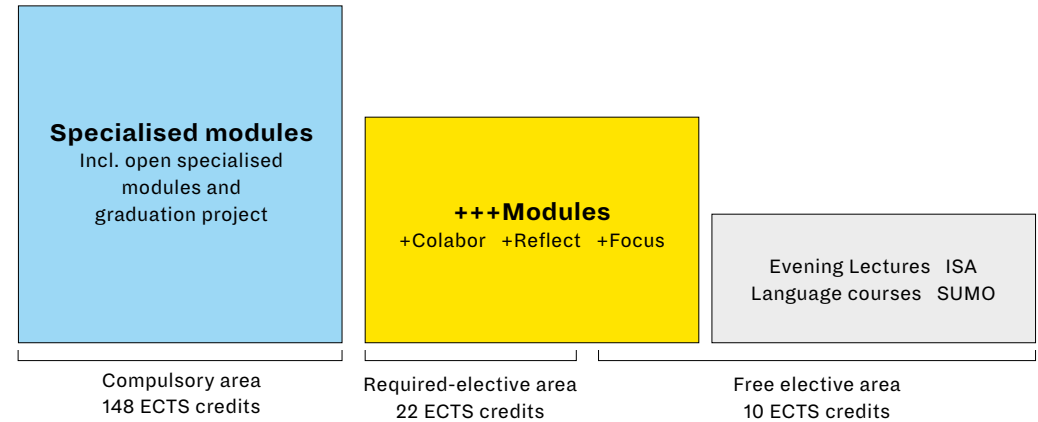 Specialised modules
Incl. open specialised
modules and
graduation project
+++Modules
+Colabor +Reflect +Focus
Evening Lectures ISA
Language courses SUMO
Compulsory area
148 ECTS credits
Required-elective area
22 ECTS credits
Free elective area
10 ECTS credits